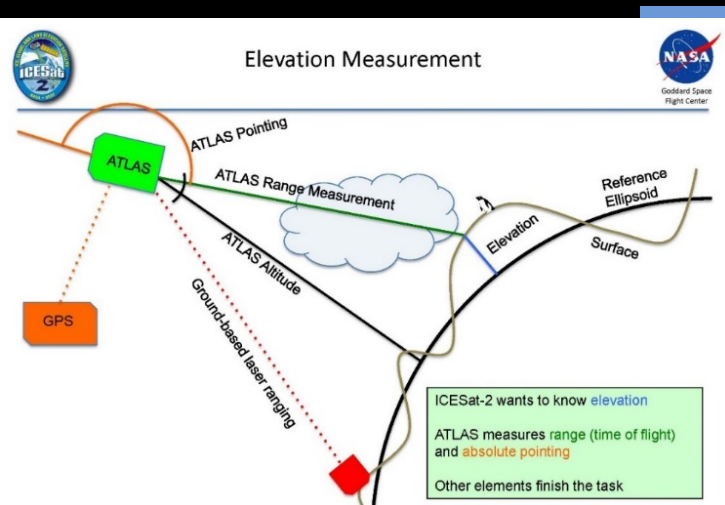 ICESat
2
Elevation Measurement
NASA
Goddard Space
Flight Center
ATLAS Pointing
ATLAS
ATLAS Range Measurement
Reference
Ellipsoid
Elevation
Surface
ATLAS Altitude
Ground-based laser ranging
GPS
ICESat-2 wants to know elevation
ATLAS measures range (time of flight)
and absolute pointing
Other elements finish the task